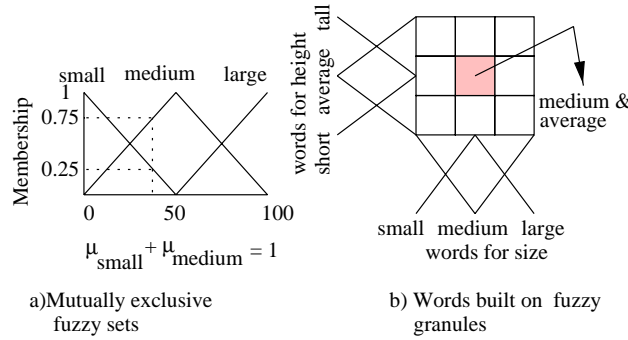 small medium large
1
0.75
0.25
Membership
0 50 100
μsmall + μmedium = 1
a)Mutually exclusive
fuzzy sets
words for height
short average tall
medium &
average
small medium large
words for size
b) Words built on fuzzy
granules